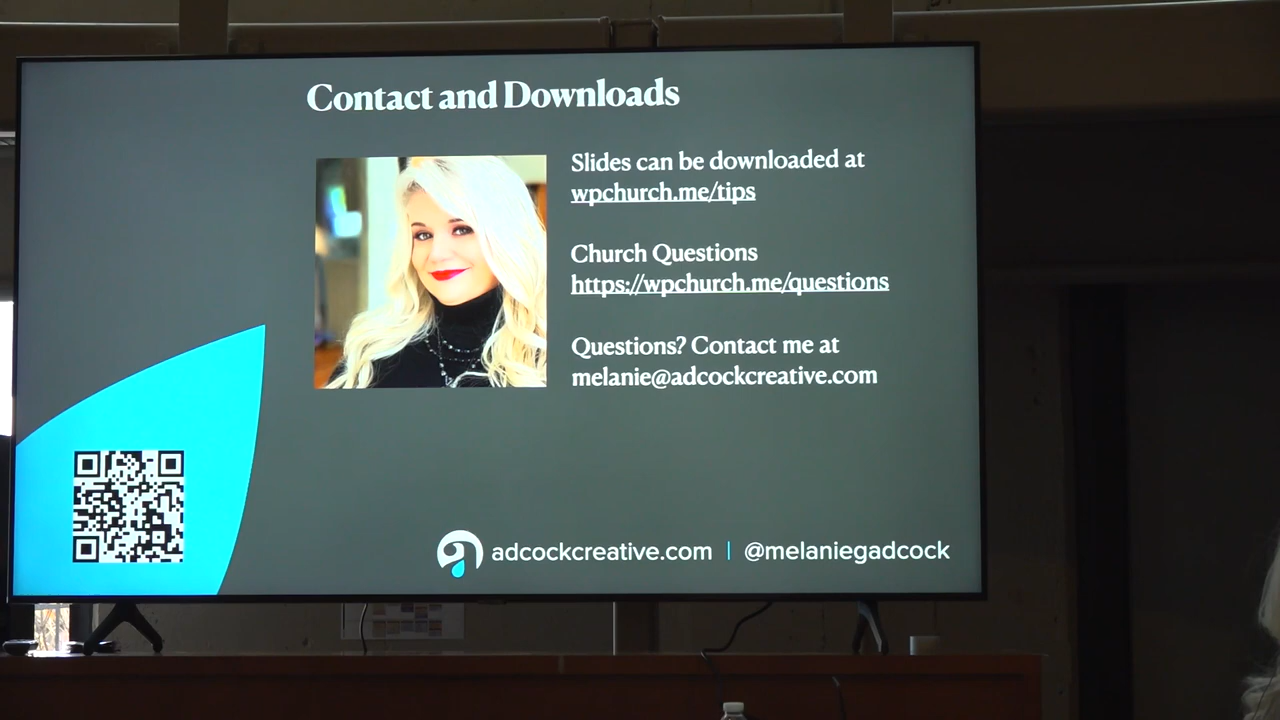 Contact and Downloads
Slides can be downloaded at
wpchurch.me/tips
Church Questions
https://wpchurch.me/questions
Questions? Contact me at
melanie@adcockcreative.com
adcockcreative.com | @melaniegadcock